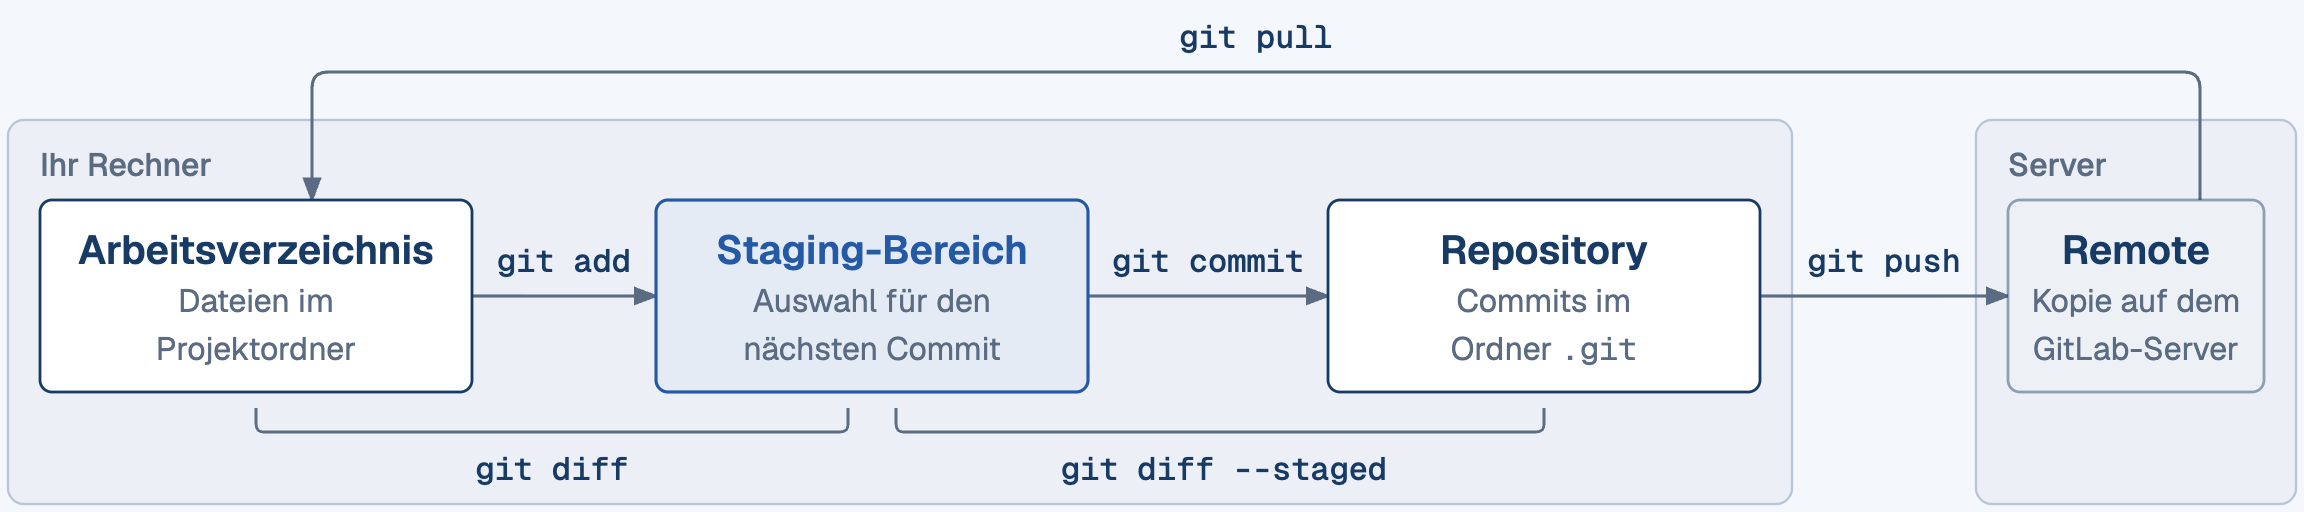 git pull
Ihr Rechner
Server
Arbeitsverzeichnis
Dateien im
Projektordner
git add
Staging-Bereich
Auswahl für den
nächsten Commit
git commit
Repository
Commits im
Ordner .git
git push
Remote
Kopie auf dem
GitLab-Server
git diff
git diff --staged